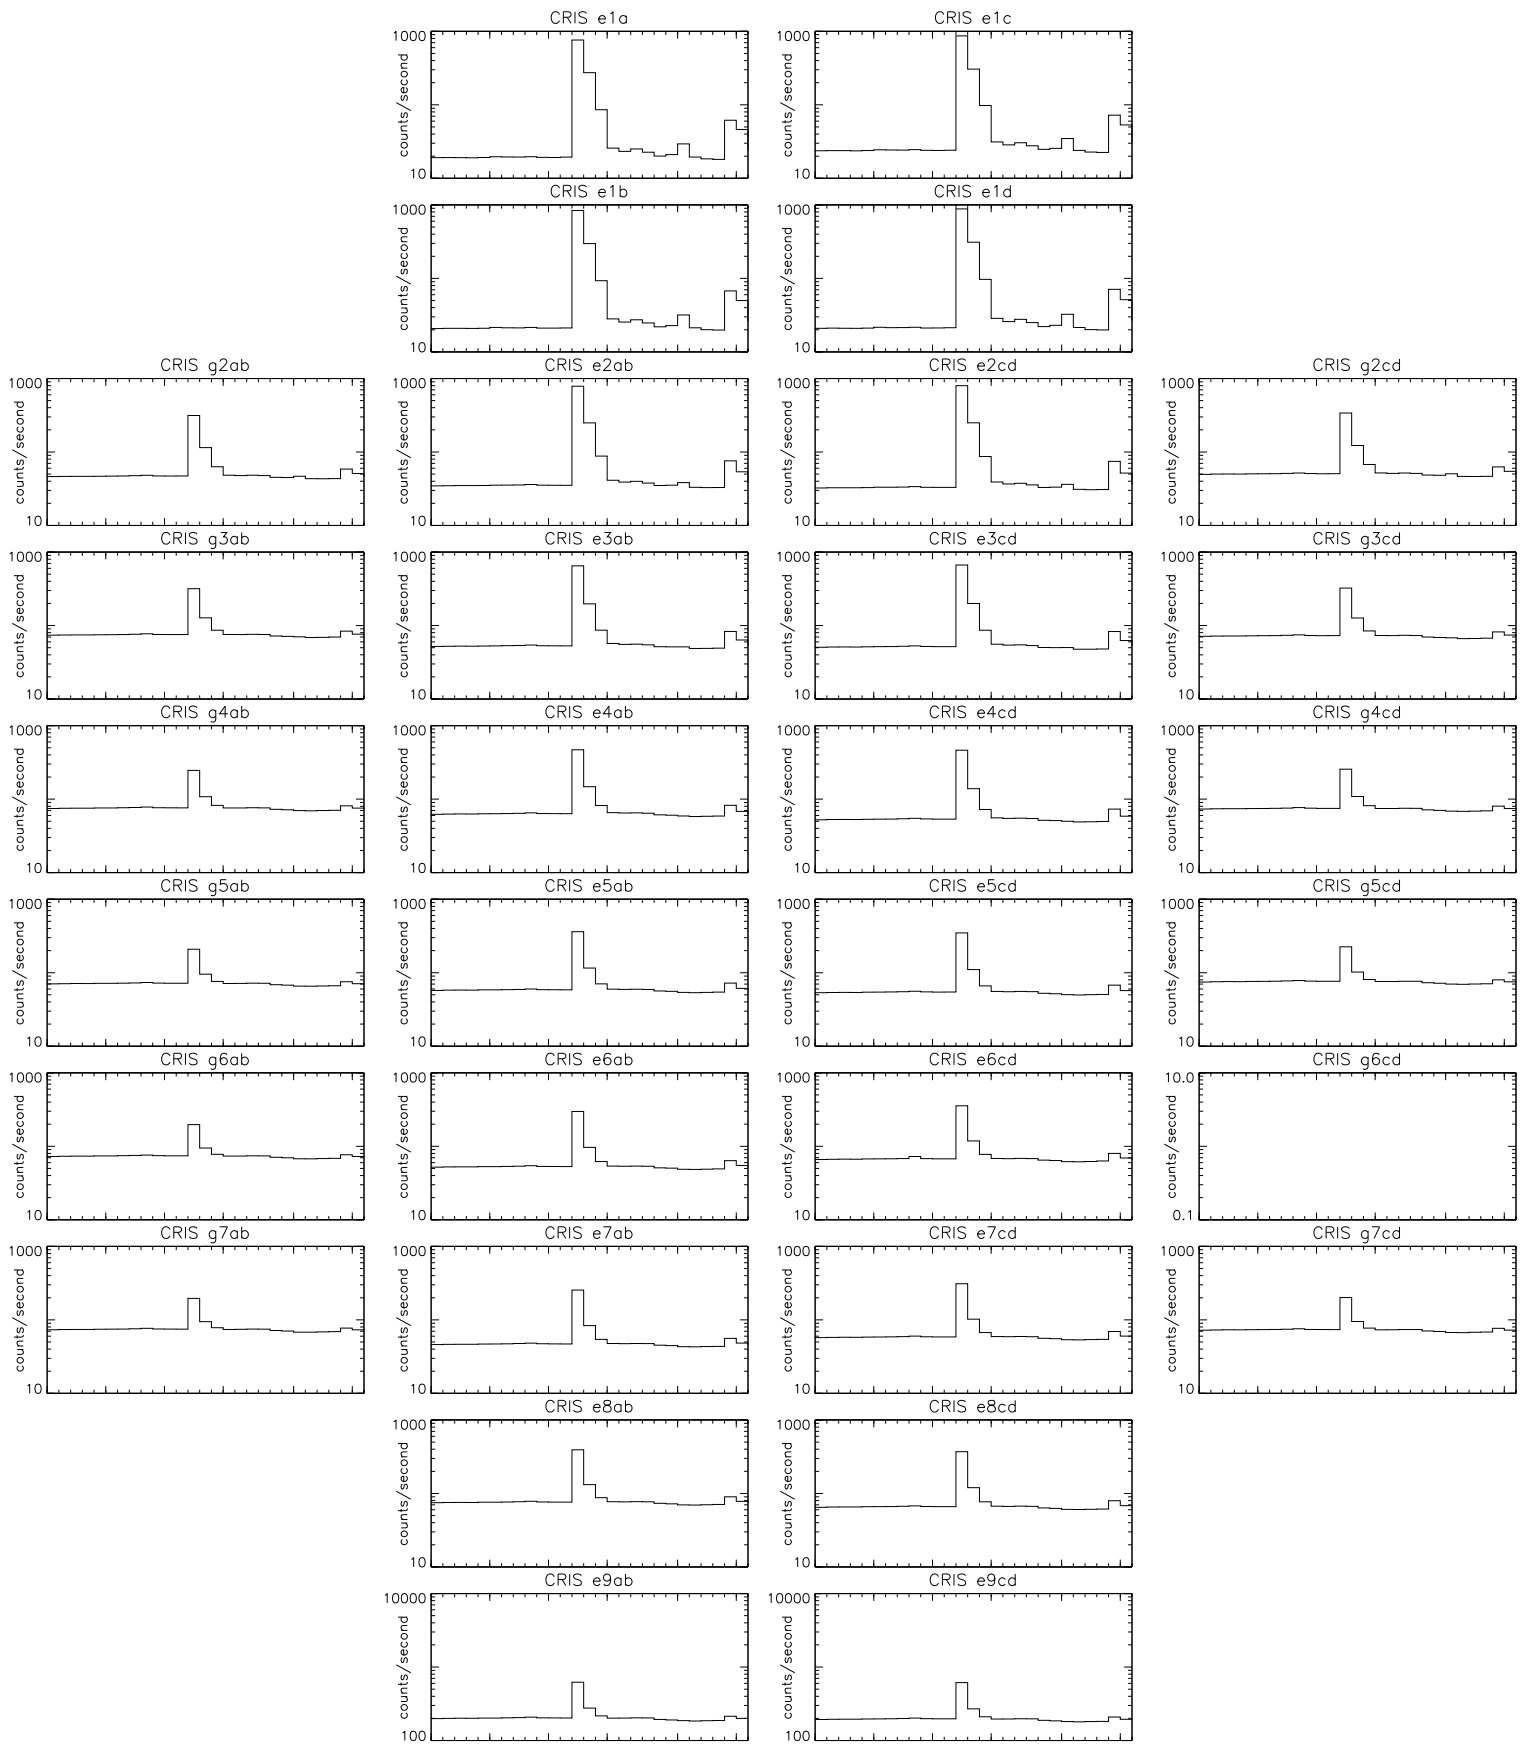 CRIS e1a
CRIS e1c
1000
counts/second
10
1000
counts/second
10
CRIS e1b
CRIS e1d
1000
counts/second
10
1000
counts/second
10
CRIS g2ab
CRIS e2ab
CRIS e2cd
CRIS g2cd
1000
counts/second
10
1000
counts/second
10
1000
counts/second
10
1000
counts/second
10
CRIS g3ab
CRIS e3ab
CRIS e3cd
CRIS g3cd
1000
counts/second
10
1000
counts/second
10
1000
counts/second
10
1000
counts/second
10
CRIS g4ab
CRIS e4ab
CRIS e4cd
CRIS g4cd
1000
counts/second
10
1000
counts/second
10
1000
counts/second
10
1000
counts/second
10
CRIS g5ab
CRIS e5ab
CRIS e5cd
CRIS g5cd
1000
counts/second
10
1000
counts/second
10
1000
counts/second
10
1000
counts/second
10
CRIS g6ab
CRIS e6ab
CRIS e6cd
CRIS g6cd
1000
counts/second
10
1000
counts/second
10
1000
counts/second
10
10.0
counts/second
0.1
CRIS g7ab
CRIS e7ab
CRIS e7cd
CRIS g7cd
1000
counts/second
10
1000
counts/second
10
1000
counts/second
10
1000
counts/second
10
CRIS e8ab
CRIS e8cd
1000
counts/second
10
1000
counts/second
10
CRIS e9ab
CRIS e9cd
10000
counts/second
100
10000
counts/second
100